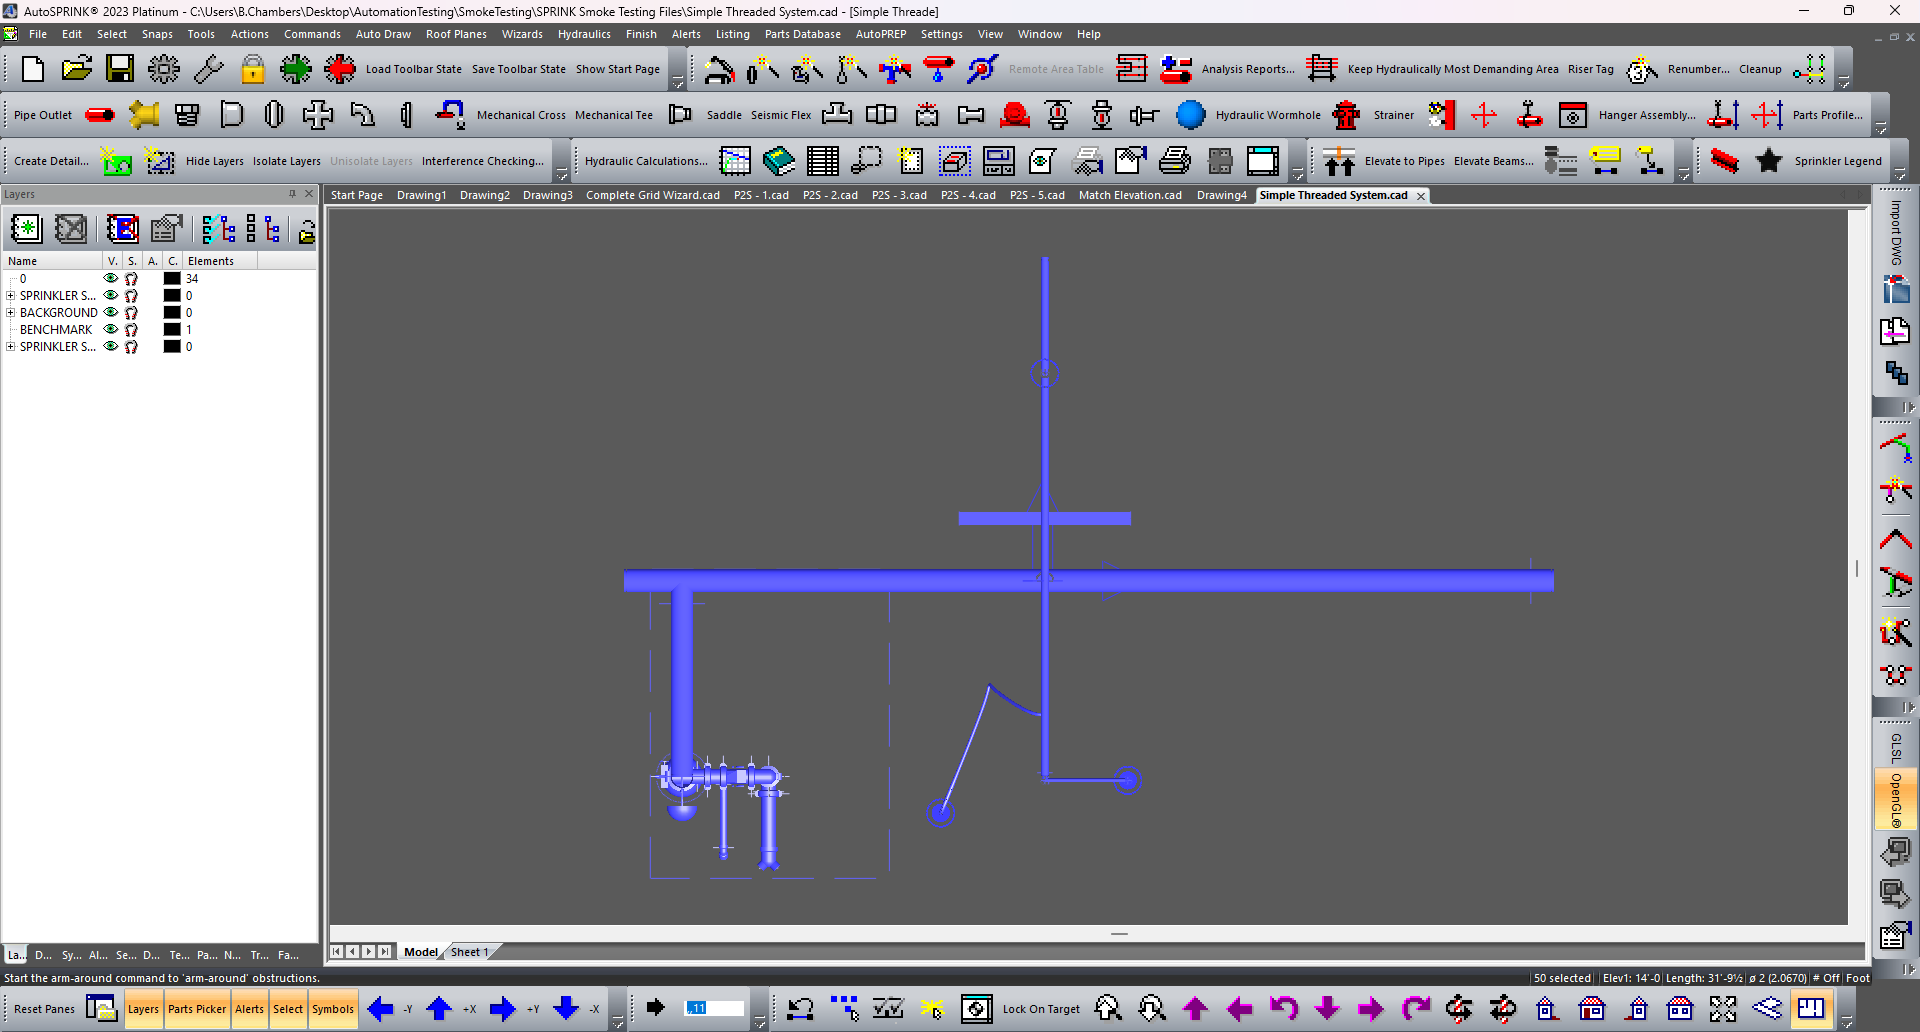 AutoSPRINK® 2023 Platinum - C:\Users\B.Chambers\Desktop\AutomationTesting\SmokeTesting\SPRINK Smoke Testing Files\Simple Threaded System.cad - [Simple Threade]
File Edit Select Snaps Tools Actions Commands Auto Draw Roof Planes Wizards Hydraulics Finish Alerts Listing Parts Database AutoPREP Settings View Window Help
Load Toolbar State Save Toolbar State Show Start Page Remote Area Table Analysis Reports... Keep Hydraulically Most Demanding Area Riser Tag Renumber... Cleanup
Pipe Outlet Mechanical Cross Mechanical Tee Saddle Seismic Flex Hydraulic Wormhole Strainer Hanger Assembly... Parts Profile...
Create Detail... Hide Layers Isolate Layers Unisolate Layers Interference Checking... Hydraulic Calculations... Elevate to Pipes Elevate Beams... Sprinkler Legend
Layers
Start Page Drawing1 Drawing2 Drawing3 Complete Grid Wizard.cad P2S - 1.cad P2S - 2.cad P2S - 3.cad P2S - 4.cad P2S - 5.cad Match Elevation.cad Drawing4 Simple Threaded System.cad
Name V. S. A. C. Elements
0 34
SPRINKLER S... 0
BACKGROUND 0
BENCHMARK 1
SPRINKLER S... 0
Import DWG
GLSL
OpenGL®
Model Sheet 1
La... D... Sy... Al... Se... D... Te... Pa... N... Tr... Fa...
Start the arm-around command to 'arm-around' obstructions.
50 selected Elev1: 14'-0 Length: 31'-9½ ø 2 (2.0670) # Off Foot
Reset Panes Layers Parts Picker Alerts Select Symbols -Y +X +Y -X ,,11 Lock On Target